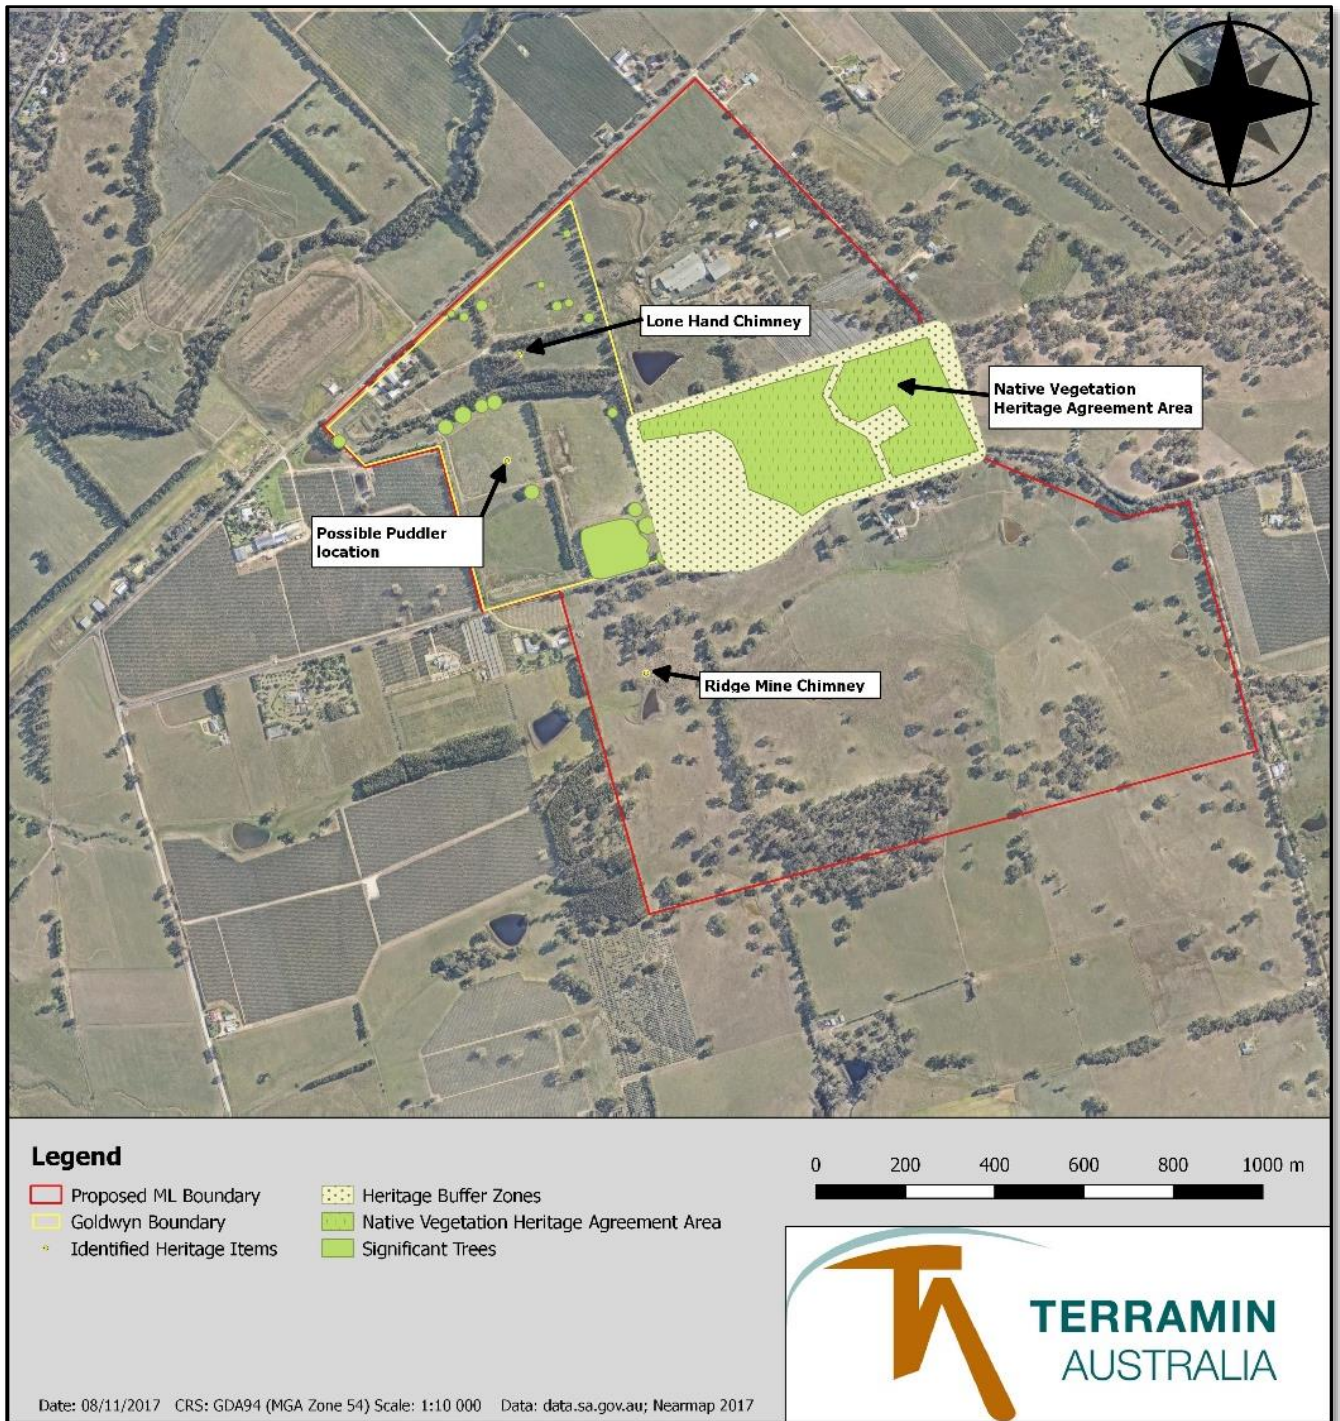 Lone Hand Chimney
Native Vegetation
Heritage Agreement Area
Possible Puddler
location
Ridge Mine Chimney
Legend
Proposed ML Boundary
Goldwyn Boundary
Identified Heritage Items
Heritage Buffer Zones
Native Vegetation Heritage Agreement Area
Significant Trees
0 200 400 600 800 1000 m
TERRAMIN
AUSTRALIA
Date: 08/11/2017 CRS: GDA94 (MGA Zone 54) Scale: 1:10 000 Data: data.sa.gov.au; Nearmap 2017